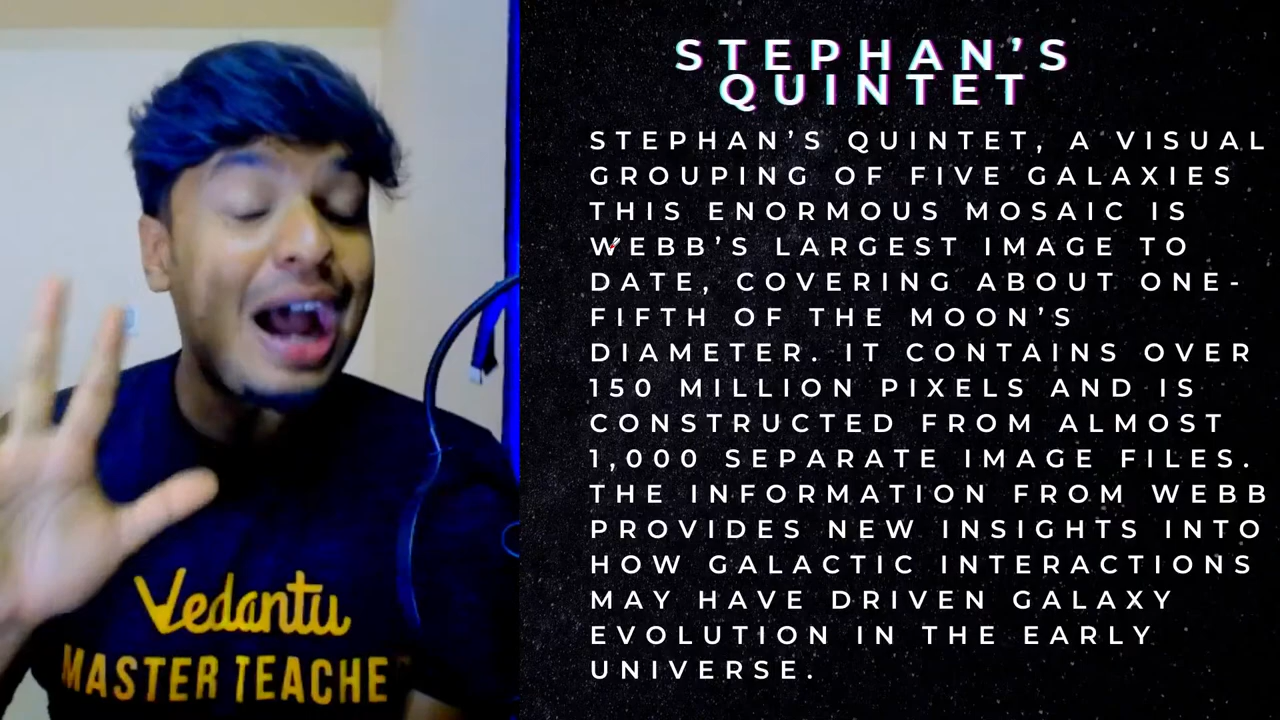 Vedantu
MASTER TEACHE
STEPHAN'S
QUINTET
STEPHAN'S QUINTET, A VISUAL
GROUPING OF FIVE GALAXIES
THIS ENORMOUS MOSAIC IS
WEBB'S LARGEST IMAGE TO
DATE, COVERING ABOUT ONE-
FIFTH OF THE MOON'S
DIAMETER. IT CONTAINS OVER
150 MILLION PIXELS AND IS
CONSTRUCTED FROM ALMOST
1,000 SEPARATE IMAGE FILES.
THE INFORMATION FROM WEBB
PROVIDES NEW INSIGHTS INTO
HOW GALACTIC INTERACTIONS
MAY HAVE DRIVEN GALAXY
EVOLUTION IN THE EARLY
UNIVERSE.